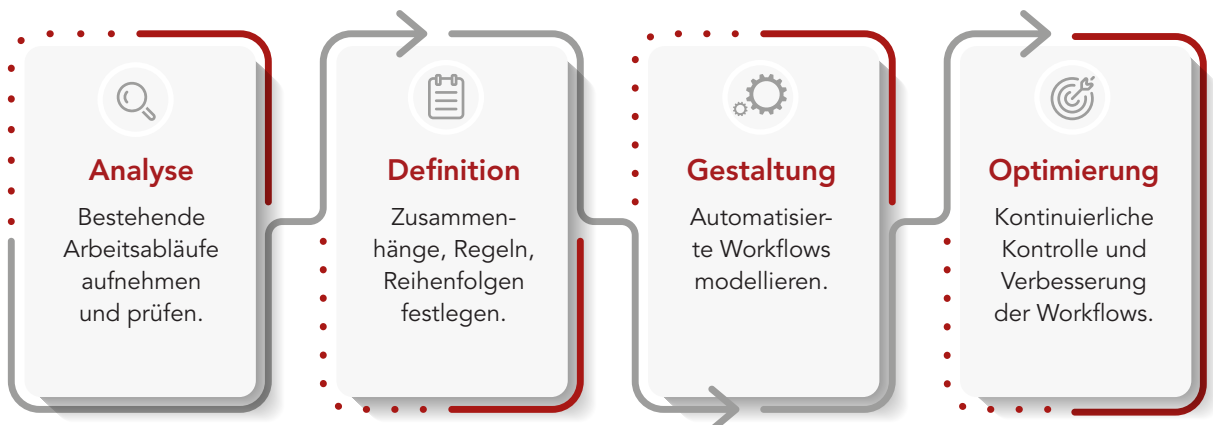 Analyse
Bestehende
Arbeitsabläufe
aufnehmen
und prüfen.
Definition
Zusammen-
hänge, Regeln,
Reihenfolgen
festlegen.
Gestaltung
Automatisier-
te Workflows
modellieren.
Optimierung
Kontinuierliche
Kontrolle und
Verbesserung
der Workflows.